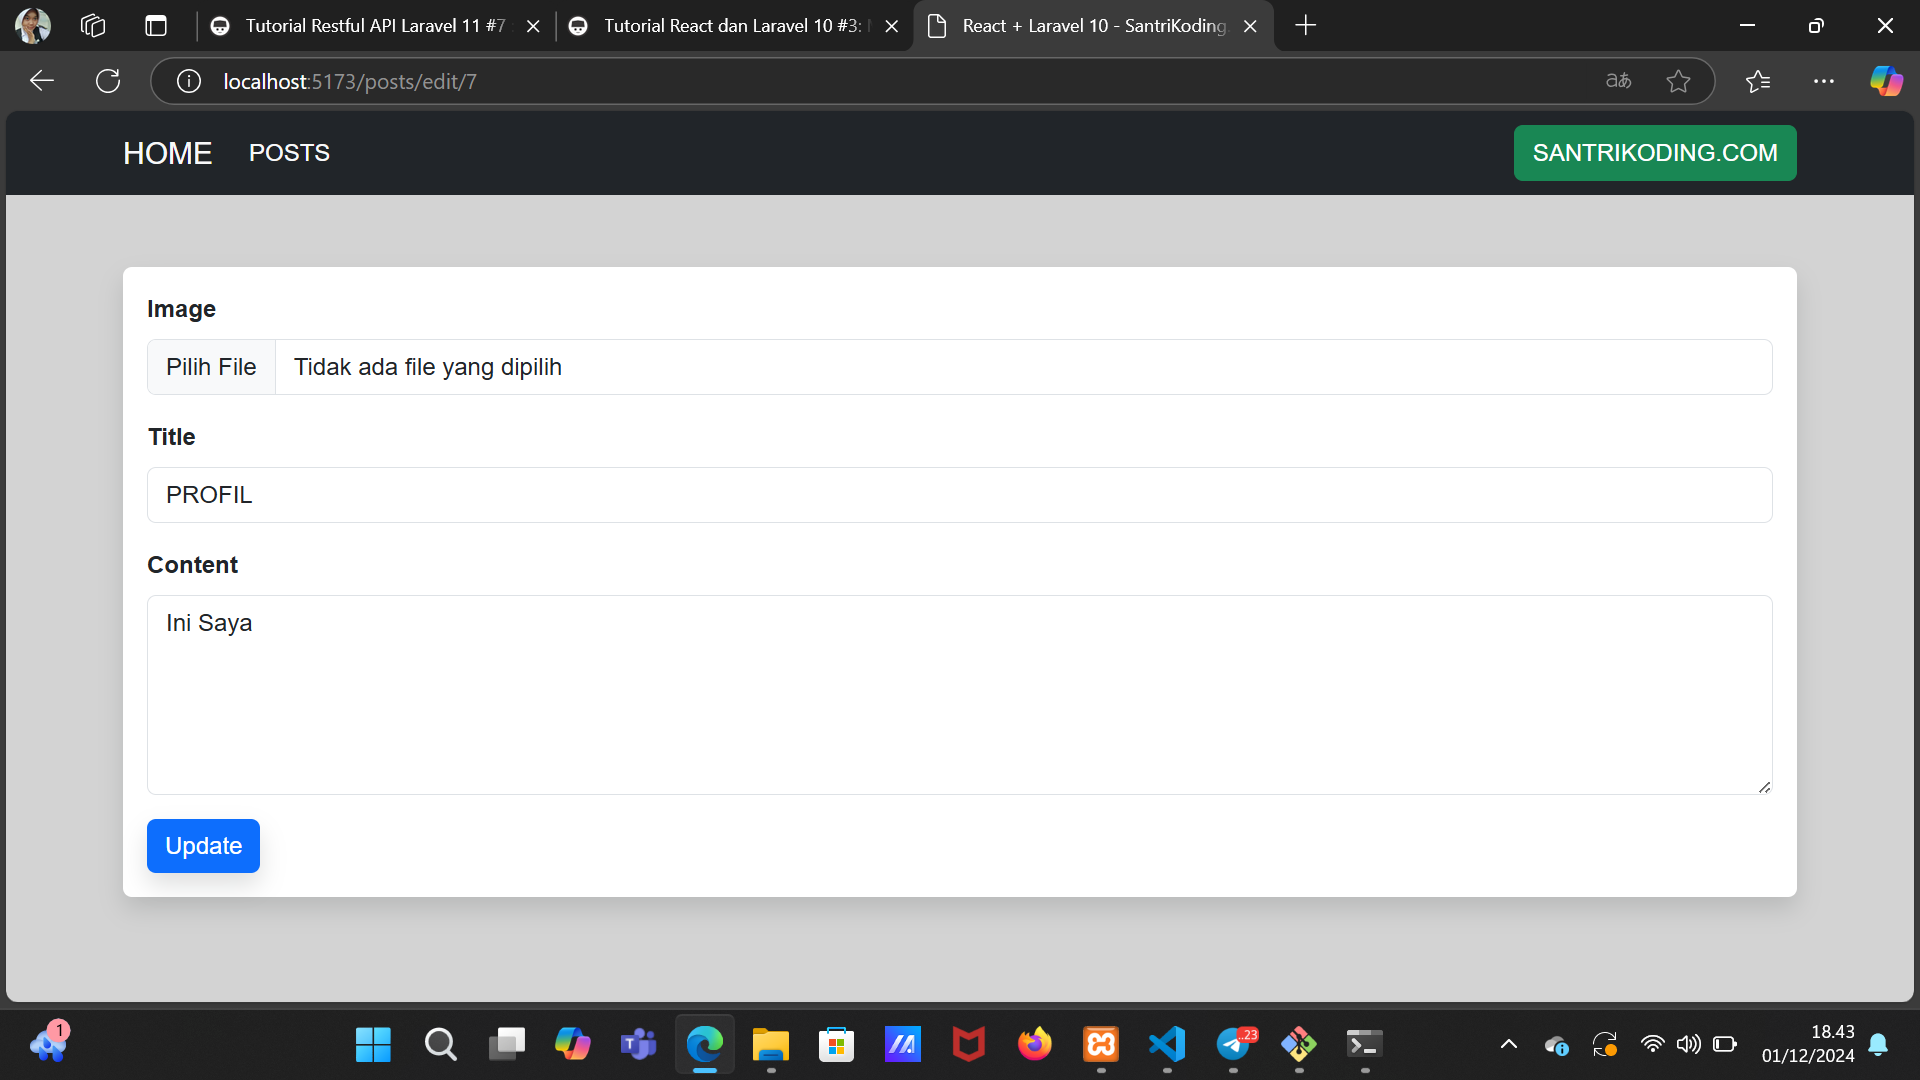 Tutorial Restful API Laravel 11 #7
Tutorial React dan Laravel 10 #3:
React + Laravel 10 - SantriKoding.
localhost:5173/posts/edit/7
aあ
HOME
POSTS
SANTRIKODING.COM
Image
Pilih File
Tidak ada file yang dipilih
Title
PROFIL
Content
Ini Saya
Update
1
..23
18.43
01/12/2024